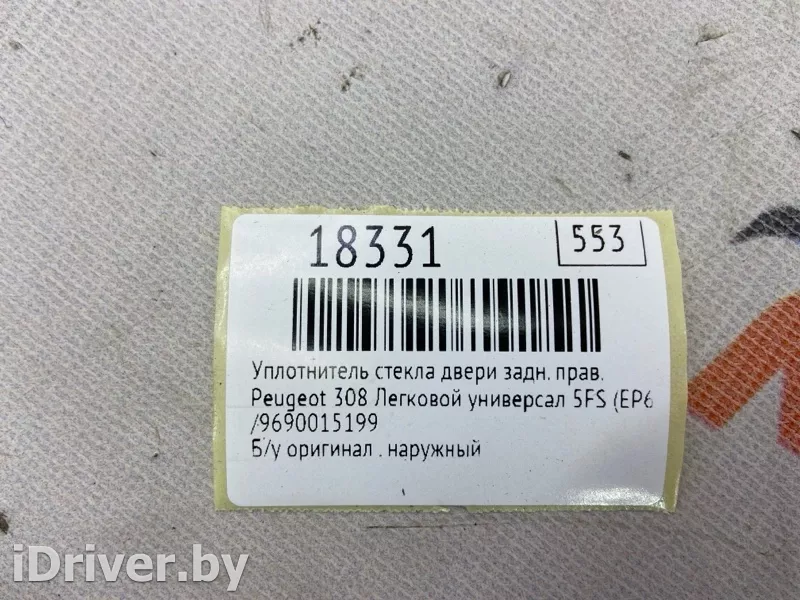 18331
553
Уплотнитель стекла двери задн. прав.
Peugeot 308 Легковой универсал 5FS (EP6
/9690015199
Б/у оригинал . наружный
iDriver.by